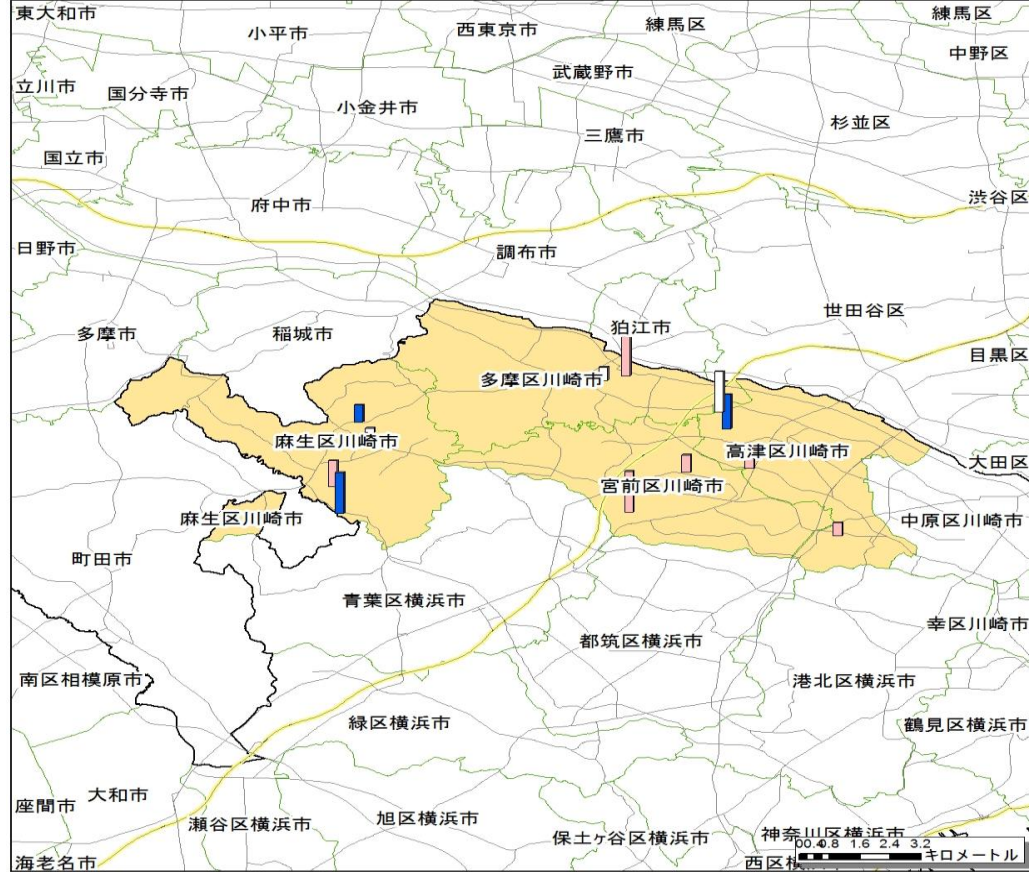 東大和市
小平市
西東京市
練馬区
練馬区
中野区
武蔵野市
立川市
国分寺市
小金井市
杉並区
三鷹市
国立市
渋谷区
府中市
日野市
調布市
世田谷区
狛江市
多摩市
稲城市
目黒区
多摩区川崎市
麻生区川崎市
高津区川崎市
大田区
宮前区川崎市
麻生区川崎市
中原区川崎市
町田市
青葉区横浜市
幸区川崎市
都筑区横浜市
南区相模原市
港北区横浜市
緑区横浜市
鶴見区横浜市
大和市
座間市
旭区横浜市
瀬谷区横浜市
保土ヶ谷区横浜市
神奈川区横浜市
00.40.8 1.6 2.4 3.2
キロメートル
海老名市
西区横